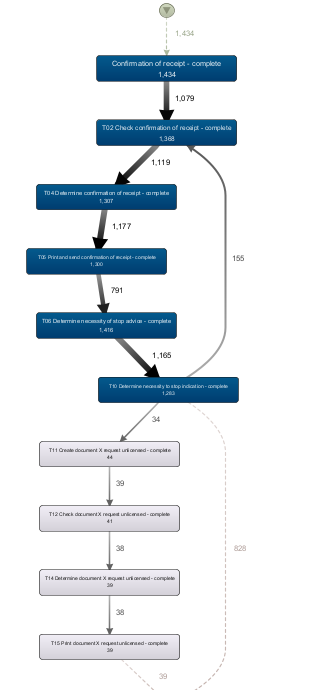 1,434
Confirmation of receipt - complete
1,434
1,079
T02 Check confirmation of receipt - complete
1,368
1,119
T04 Determine confirmation of receipt - complete
1,307
1,177
T05 Print and send confirmation of receipt - complete
1,300
155
791
T06 Determine necessity of stop advice - complete
1,416
1,165
T10 Determine necessity to stop indication - complete
1,283
34
T11 Create document X request unlicensed - complete
44
39
T12 Check document X request unlicensed - complete
41
38
828
T14 Determine document X request unlicensed - complete
39
38
T15 Print document X request unlicensed - complete
39
39